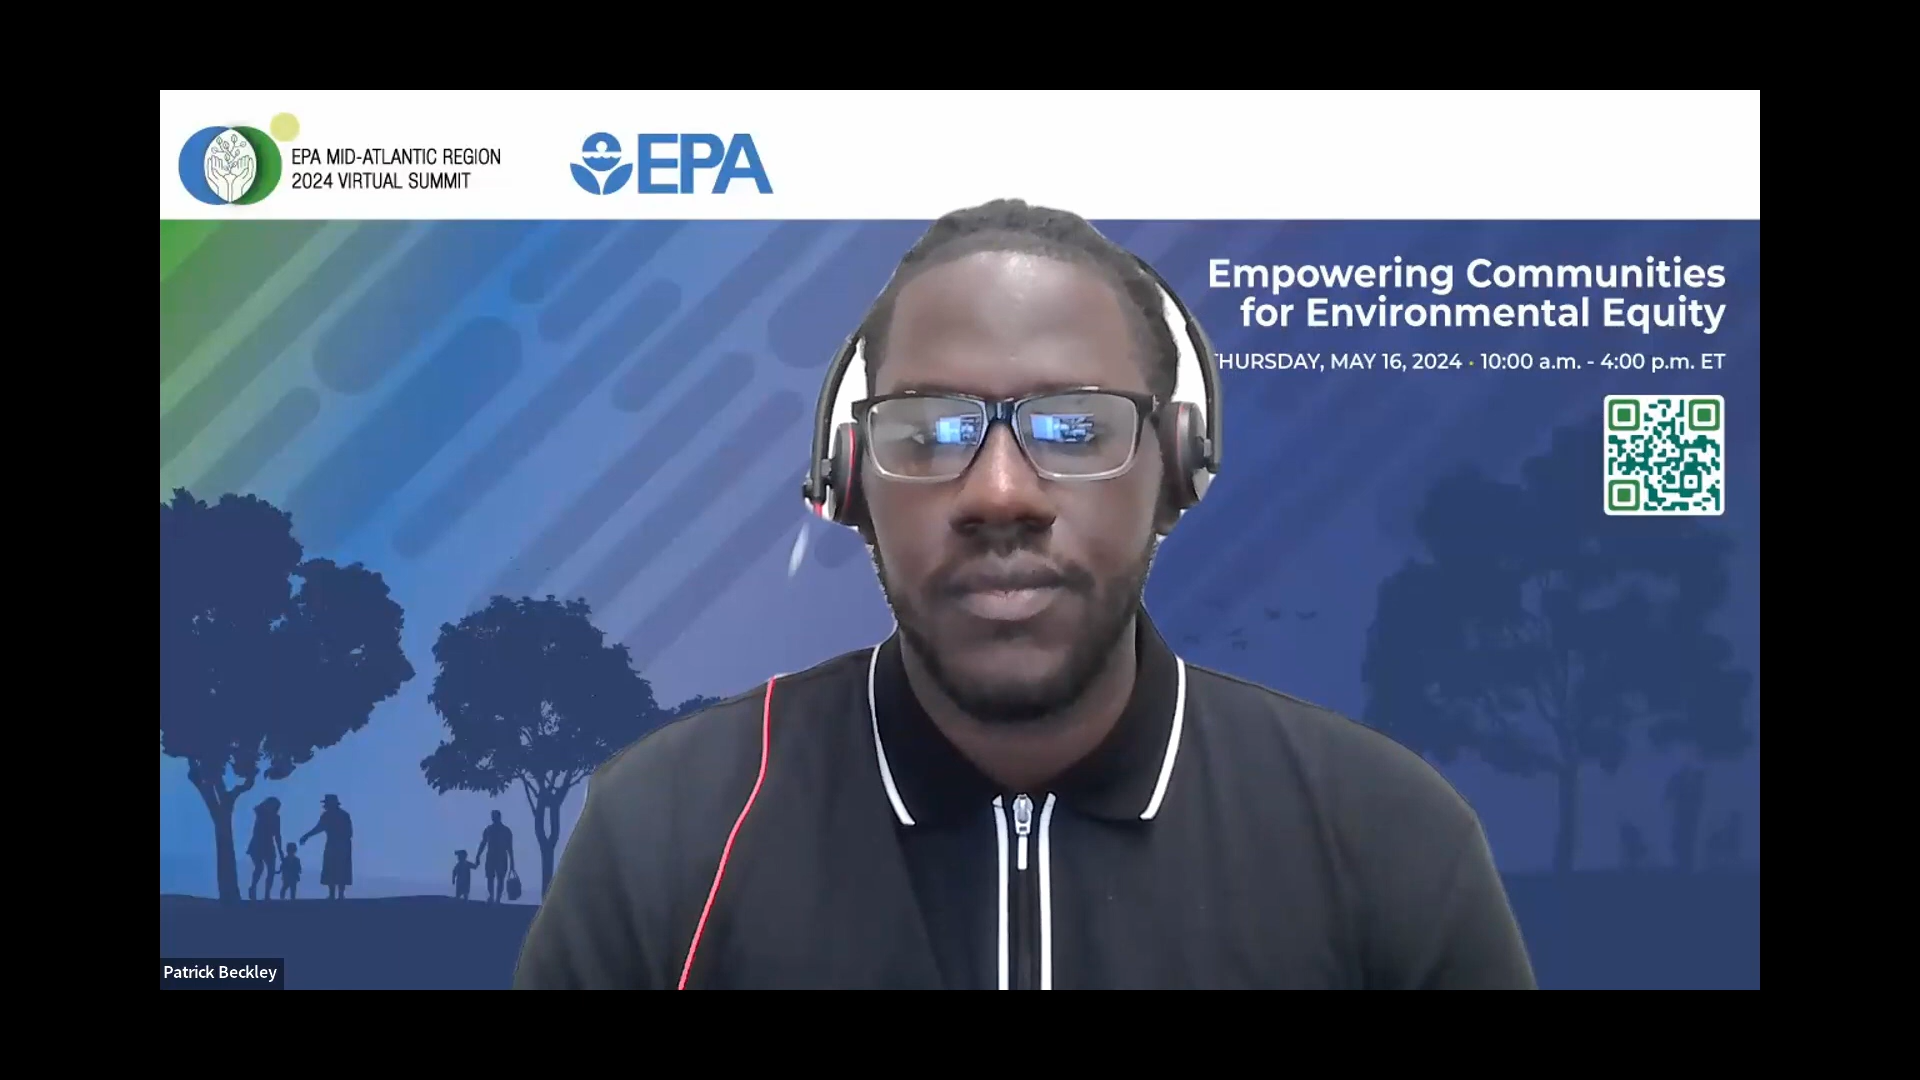 EPA MID-ATLANTIC REGION
2024 VIRTUAL SUMMIT
EPA
Empowering Communities
for Environmental Equity
HURSDAY, MAY 16, 2024 • 10:00 a.m. - 4:00 p.m. ET
Patrick Beckley